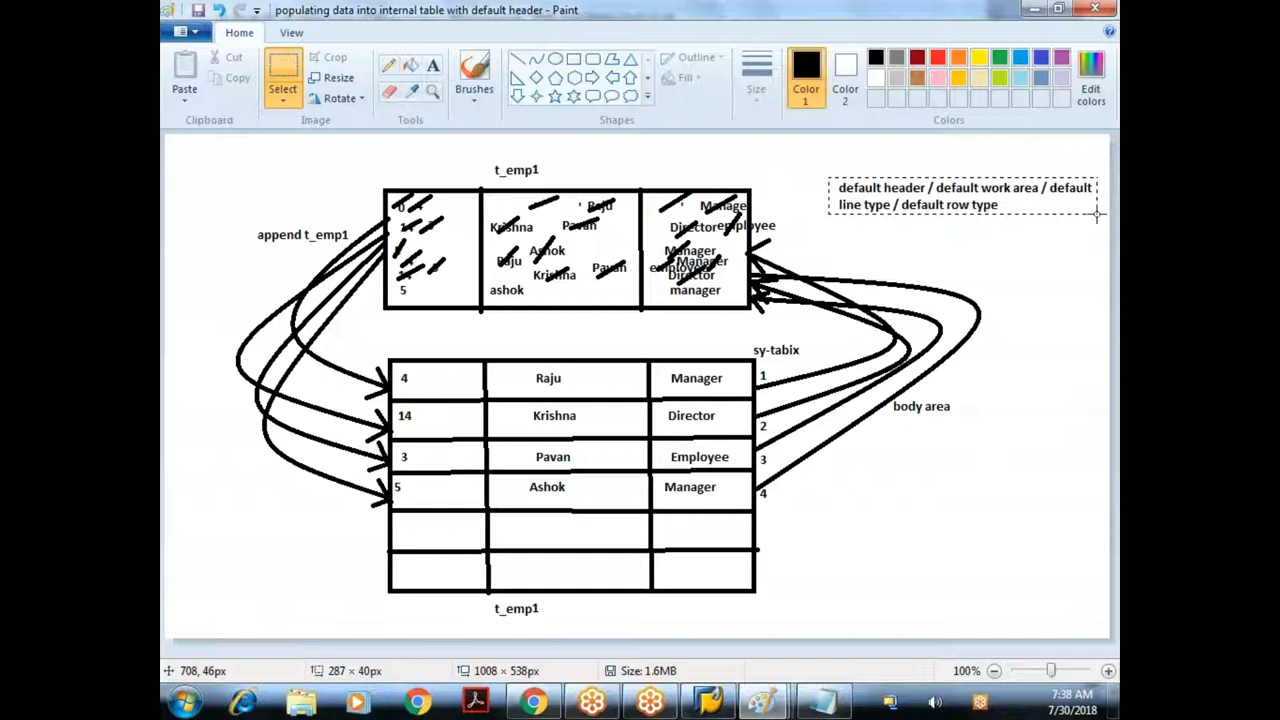 populating data into internal table with default header - Paint
Home View
Paste Cut Copy
Clipboard
Select Crop Resize Rotate
Image
Tools
Brushes
Shapes
Outline
Fill
Size
Color 1
Color 2
Edit colors
Colors
t_emp1
default header / default work area / default
line type / default row type
0 Raju Manager
Krishna Pavan Director employee
append t_emp1
Ashok Manager
Raju Pavan employee Manager
Krishna Director
5 ashok manager
sy-tabix
4 Raju Manager 1
14 Krishna Director 2
body area
3 Pavan Employee 3
5 Ashok Manager 4
t_emp1
708, 46px 287 × 40px 1008 × 538px Size: 1.6MB 100%
7:38 AM
7/30/2018